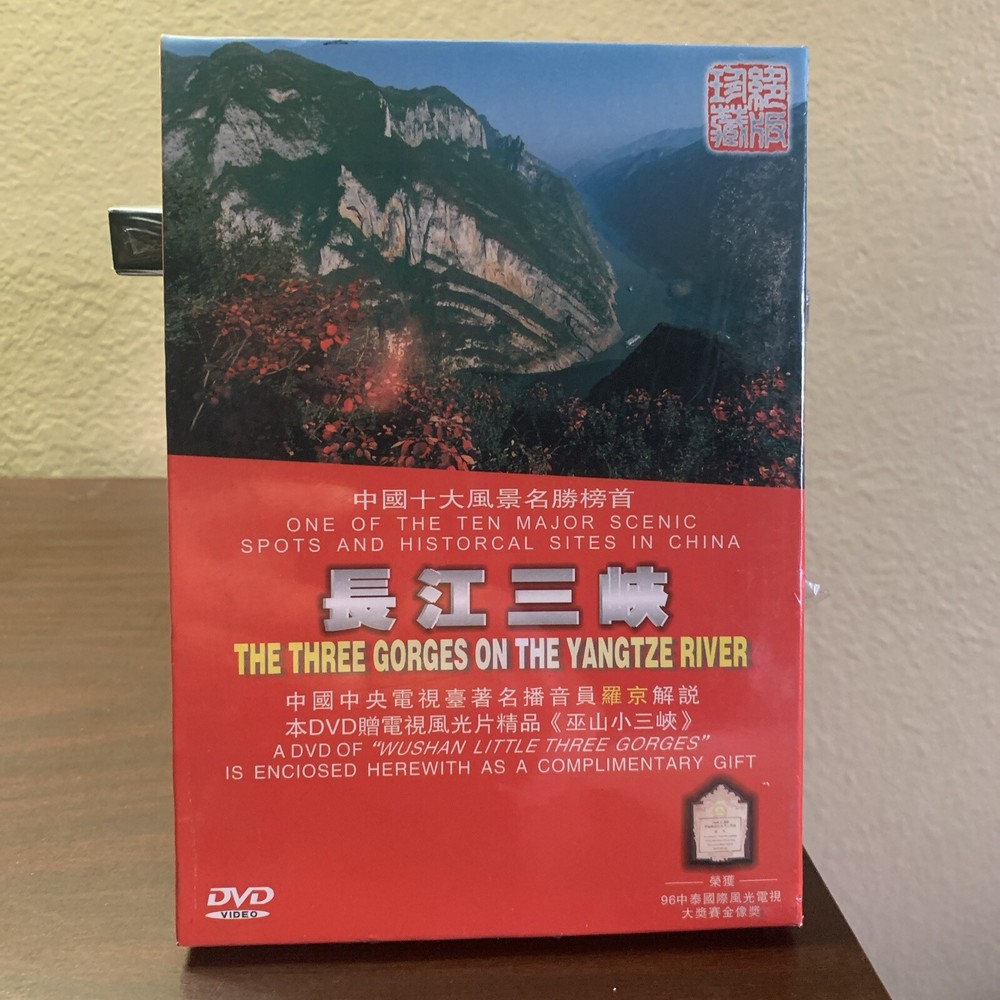 絕版
珍藏
中國十大風景名勝榜首
ONE OF THE TEN MAJOR SCENIC
SPOTS AND HISTORCAL SITES IN CHINA
長江三峽
THE THREE GORGES ON THE YANGTZE RIVER
中國中央電視臺著名播音員羅京解説
本DVD贈電視風光片精品《巫山小三峽》
A DVD OF “WUSHAN LITTLE THREE GORGES”
IS ENCIOSED HEREWITH AS A COMPLIMENTARY GIFT
榮獲
96中泰國際風光電視
大獎賽金像獎
DVD
VIDEO